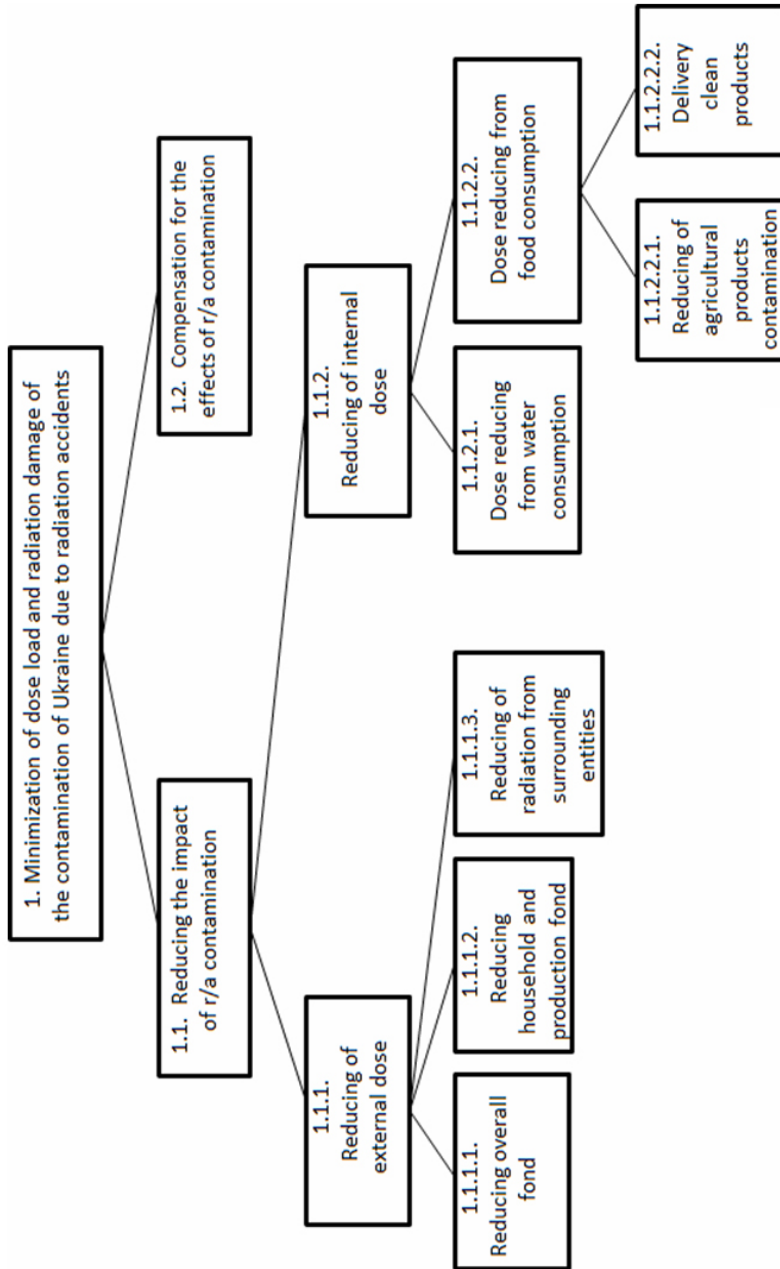 1. Minimization of dose load and radiation damage of
the contamination of Ukraine due to radiation accidents
1.1. Reducing the impact
of r/a contamination
1.2. Compensation for the
effects of r/a contamination
1.1.1.
Reducing of
external dose
1.1.2.
Reducing of internal
dose
1.1.1.1.
Reducing overall
fond
1.1.1.2.
Reducing
household and
production fond
1.1.1.3.
Reducing of
radiation from
surrounding
entities
1.1.2.1.
Dose reducing
from water
consumption
1.1.2.2.
Dose reducing from
food consumption
1.1.2.2.1.
Reducing of
agricultural
products
contamination
1.1.2.2.2.
Delivery
clean
products